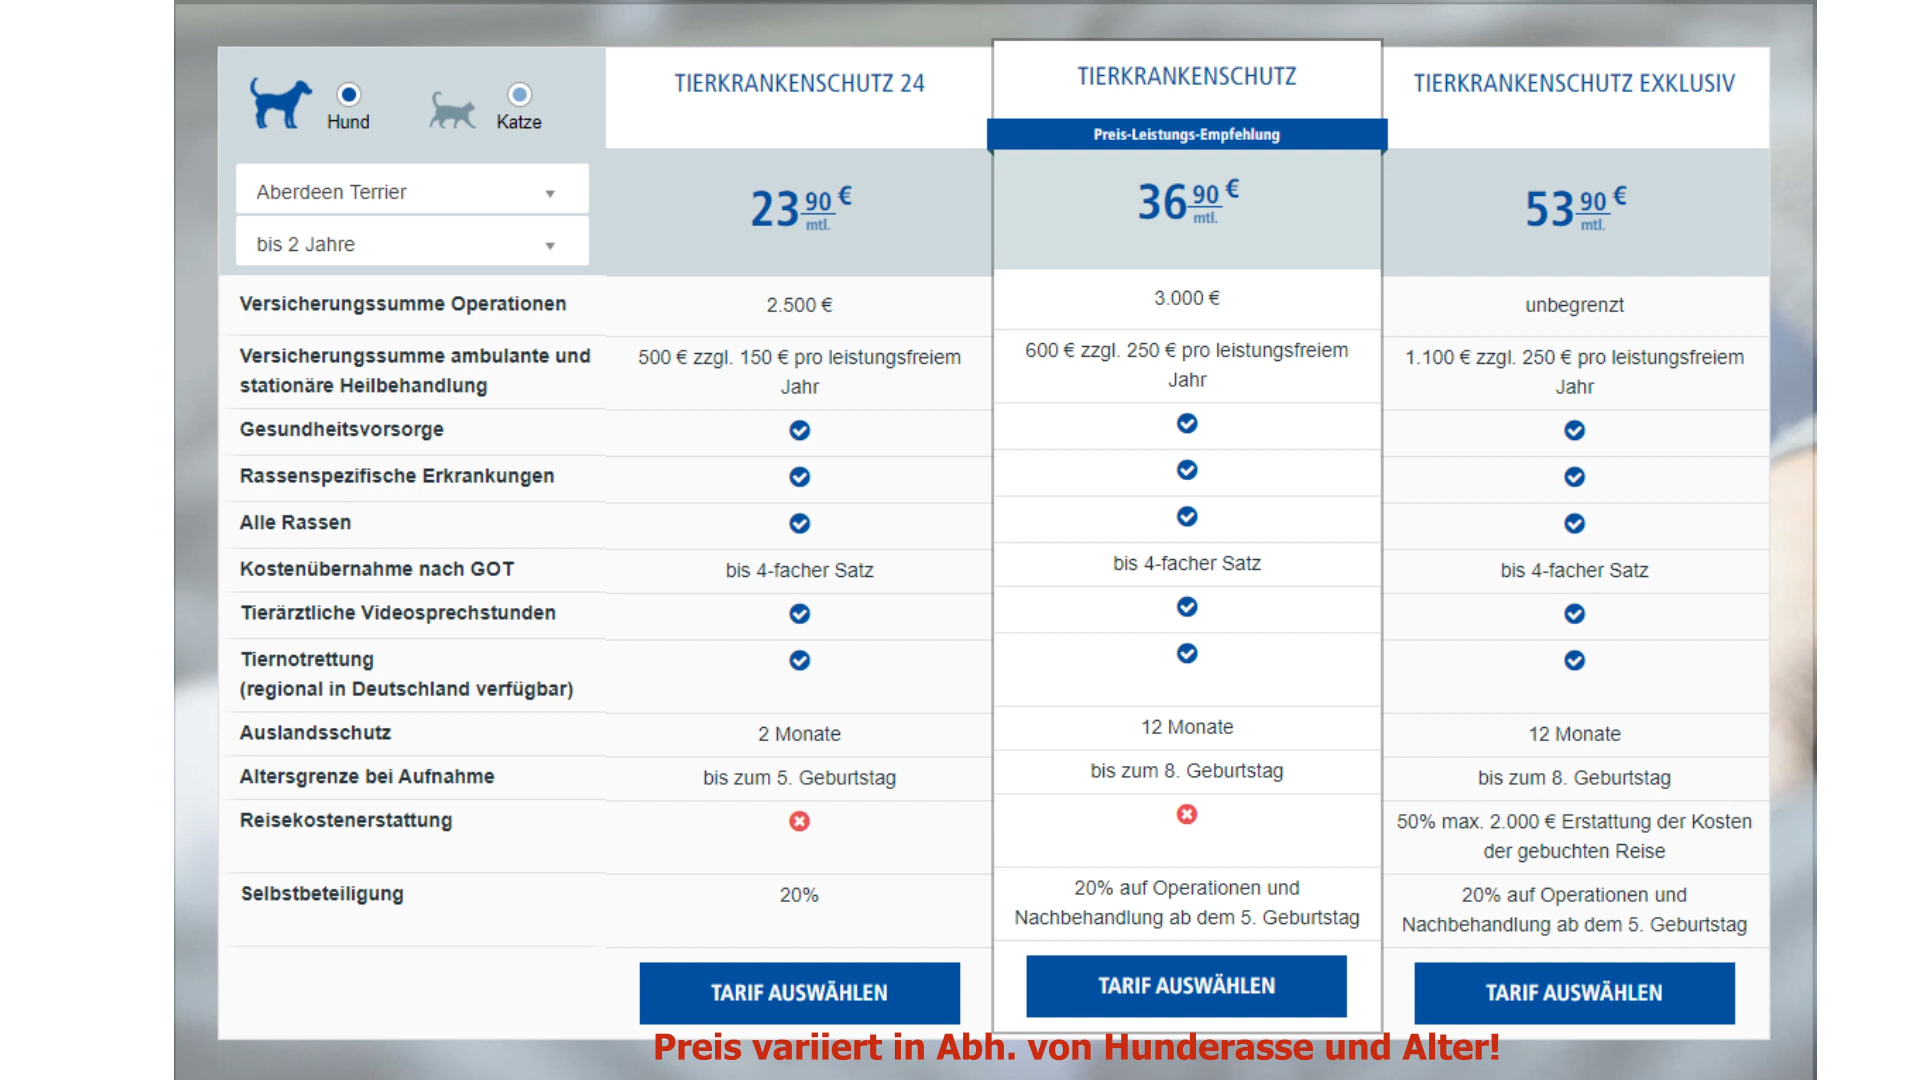 Hund
Katze
Aberdeen Terrier
bis 2 Jahre
TIERKRANKENSCHUTZ 24
TIERKRANKENSCHUTZ
TIERKRANKENSCHUTZ EXKLUSIV
Preis-Leistungs-Empfehlung
23 90 € mtl.
36 90 € mtl.
53 90 € mtl.
Versicherungssumme Operationen
2.500 €
3.000 €
unbegrenzt
Versicherungssumme ambulante und
stationäre Heilbehandlung
500 € zzgl. 150 € pro leistungsfreiem
Jahr
600 € zzgl. 250 € pro leistungsfreiem
Jahr
1.100 € zzgl. 250 € pro leistungsfreiem
Jahr
Gesundheitsvorsorge
Rassenspezifische Erkrankungen
Alle Rassen
Kostenübernahme nach GOT
bis 4-facher Satz
bis 4-facher Satz
bis 4-facher Satz
Tierärztliche Videosprechstunden
Tiernotrettung
(regional in Deutschland verfügbar)
Auslandsschutz
2 Monate
12 Monate
12 Monate
Altersgrenze bei Aufnahme
bis zum 5. Geburtstag
bis zum 8. Geburtstag
bis zum 8. Geburtstag
Reisekostenerstattung
50% max. 2.000 € Erstattung der Kosten
der gebuchten Reise
Selbstbeteiligung
20%
20% auf Operationen und
Nachbehandlung ab dem 5. Geburtstag
20% auf Operationen und
Nachbehandlung ab dem 5. Geburtstag
TARIF AUSWÄHLEN
TARIF AUSWÄHLEN
TARIF AUSWÄHLEN
Preis variiert in Abh. von Hunderasse und Alter!